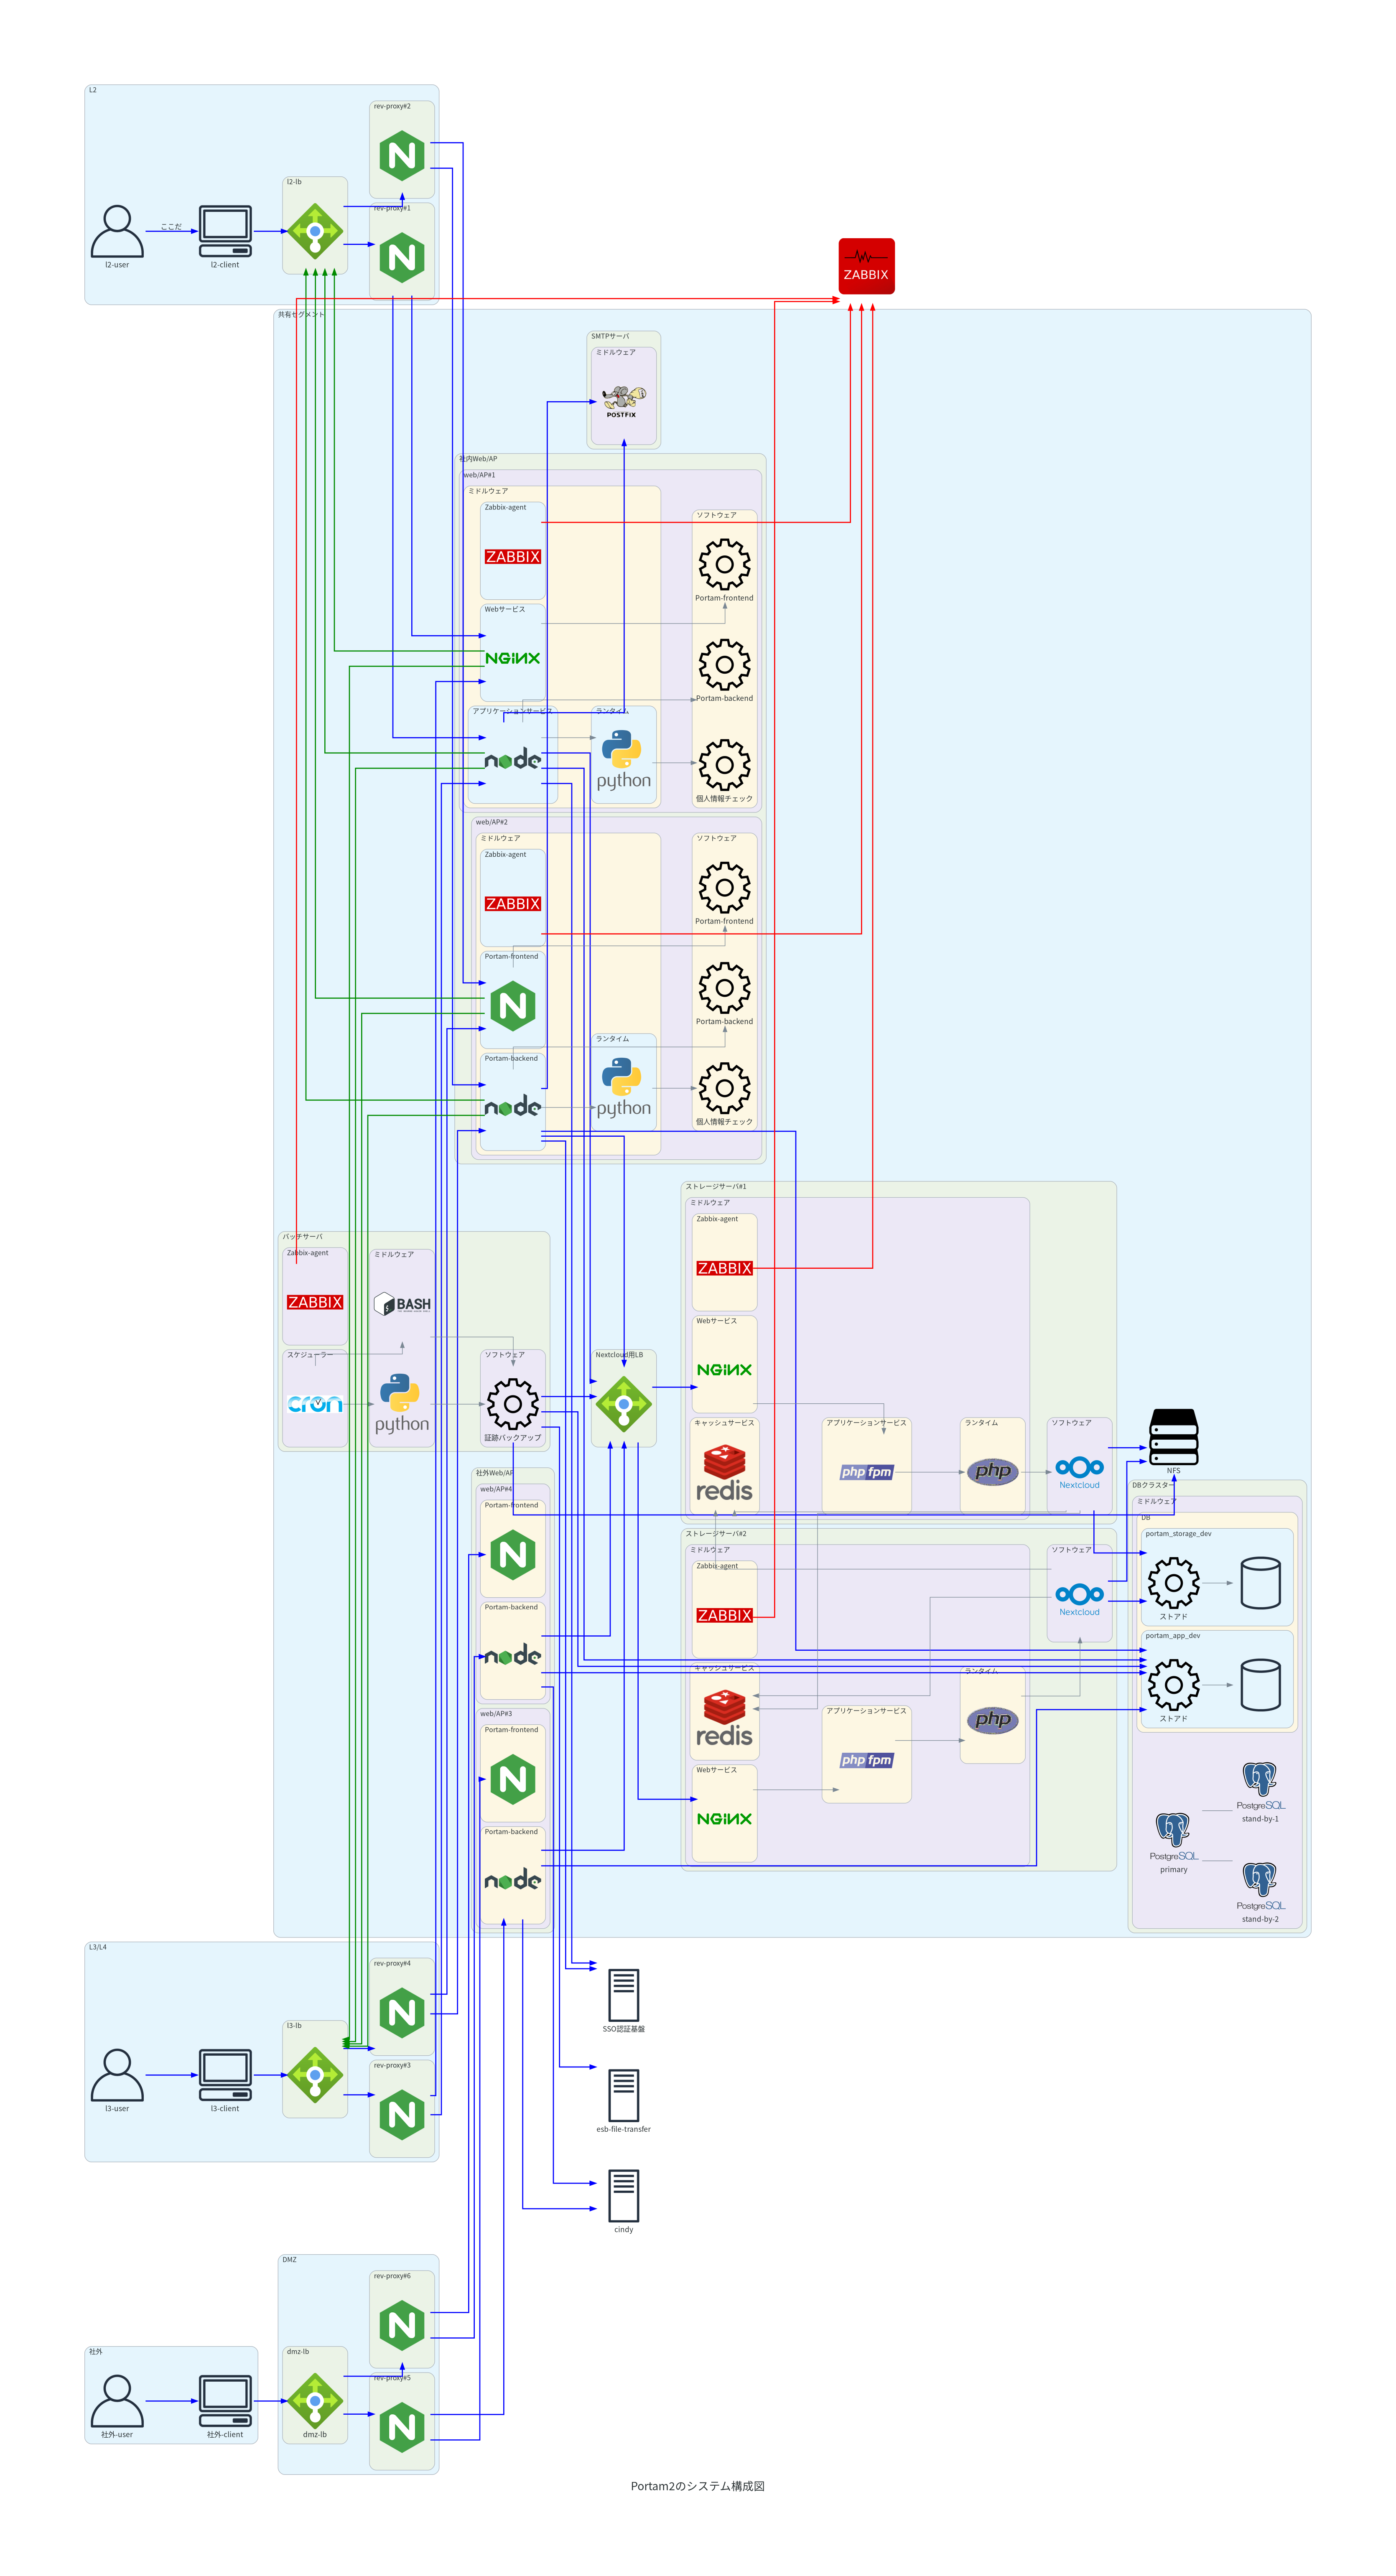 L2
rev-proxy#2
l2-lb
rev-proxy#1
ここだ
l2-user
l2-client
ZABBIX
共有セグメント
SMTPサーバ
ミドルウェア
POSTFIX
社内Web/AP
web/AP#1
ミドルウェア
Zabbix-agent
ZABBIX
ソフトウェア
Portam-frontend
Webサービス
NGINX
Portam-backend
アプリケーションサービス
node
ランタイム
python
個人情報チェック
web/AP#2
ミドルウェア
Zabbix-agent
ZABBIX
ソフトウェア
Portam-frontend
Portam-frontend
Portam-backend
ランタイム
python
Portam-backend
node
個人情報チェック
ストレージサーバ#1
ミドルウェア
Zabbix-agent
ZABBIX
Webサービス
NGINX
キャッシュサービス
redis
アプリケーションサービス
php fpm
ランタイム
php
ソフトウェア
Nextcloud
バッチサーバ
Zabbix-agent
ZABBIX
ミドルウェア
BASH
スケジューラー
cron
python
ソフトウェア
証跡バックアップ
Nextcloud用LB
NFS
社外Web/AP
web/AP#4
Portam-frontend
Portam-backend
node
web/AP#3
Portam-frontend
Portam-backend
node
ストレージサーバ#2
ミドルウェア
Zabbix-agent
ZABBIX
ソフトウェア
Nextcloud
キャッシュサービス
redis
アプリケーションサービス
php fpm
ランタイム
php
Webサービス
NGINX
DBクラスター
ミドルウェア
DB
portam_storage_dev
ストアド
portam_app_dev
ストアド
PostgreSQL
stand-by-1
PostgreSQL
primary
PostgreSQL
stand-by-2
L3/L4
rev-proxy#4
l3-lb
rev-proxy#3
l3-user
l3-client
SSO認証基盤
esb-file-transfer
cindy
DMZ
rev-proxy#6
社外
dmz-lb
rev-proxy#5
社外-user
社外-client
dmz-lb
Portam2のシステム構成図